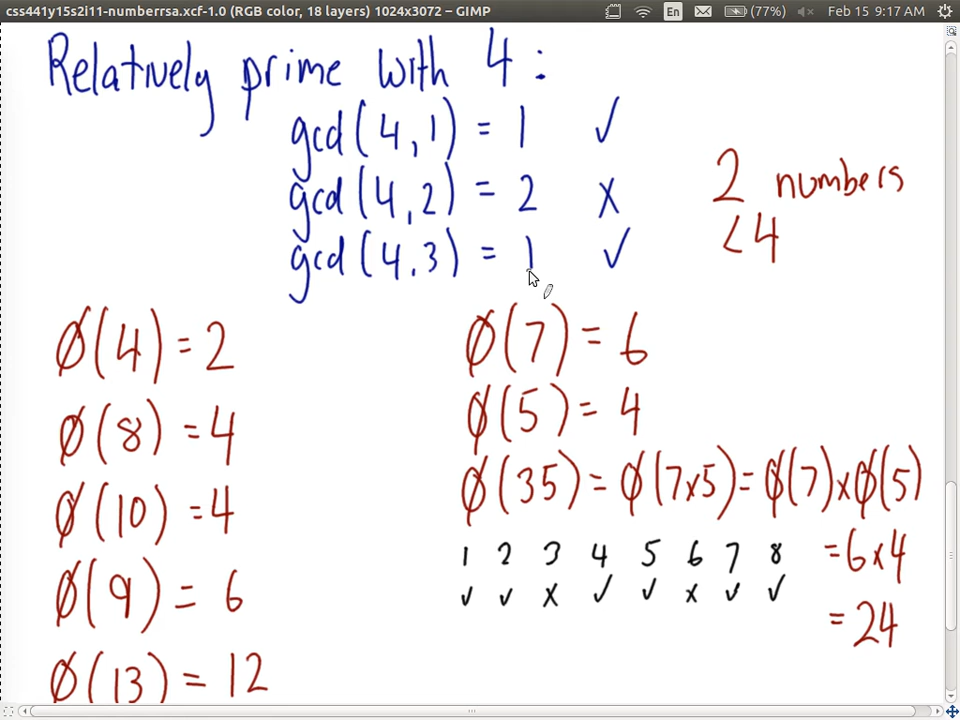 css441y15s2i11-numberrsa.xcf-1.0 (RGB color, 18 layers) 1024x3072 – GIMP
En (77%) Feb 15 9:17 AM
Relatively prime with 4 :
gcd(4,1) = 1 ✓
gcd(4,2) = 2 x
gcd(4,3) = 1 ✓
2 numbers
<4
ø(4) = 2
ø(8) = 4
ø(10) = 4
ø(9) = 6
ø(13) = 12
ø(7) = 6
ø(5) = 4
ø(35) = ø(7x5) = ø(7)xø(5)
= 6x4
= 24
1 2 3 4 5 6 7 8
✓ ✓ x ✓ ✓ x ✓ ✓